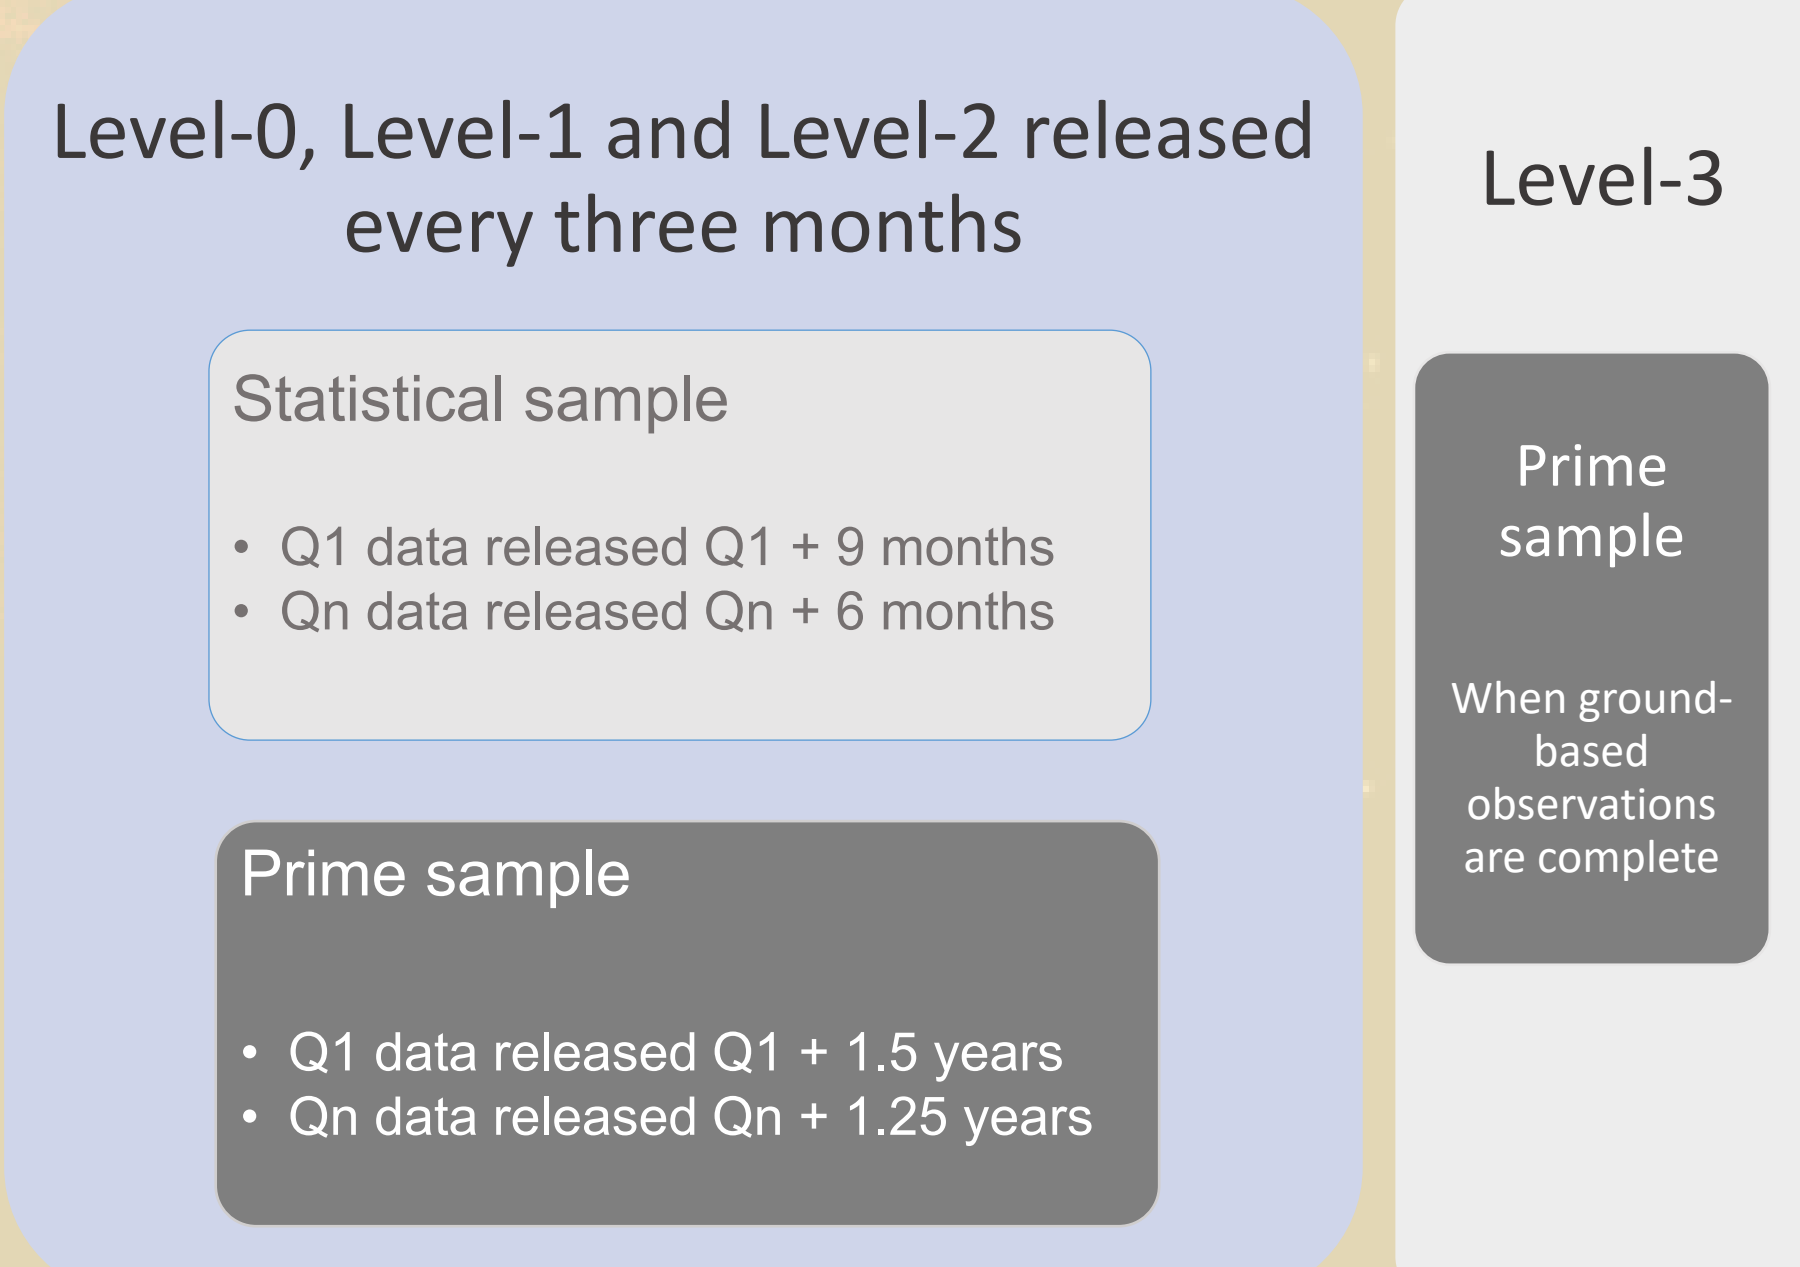 Level-0, Level-1 and Level-2 released
every three months
Statistical sample
• Q1 data released Q1 + 9 months
• Qn data released Qn + 6 months
Prime sample
• Q1 data released Q1 + 1.5 years
• Qn data released Qn + 1.25 years
Level-3
Prime
sample
When ground-
based
observations
are complete